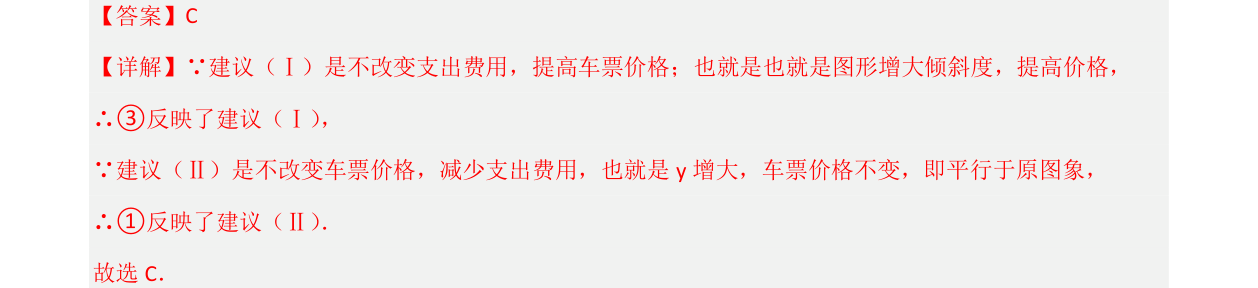 【答案】C
【详解】∵建议（Ⅰ）是不改变支出费用，提高车票价格；也就是也就是图形增大倾斜度，提高价格，
∴③反映了建议（Ⅰ），
∵建议（Ⅱ）是不改变车票价格，减少支出费用，也就是 y 增大，车票价格不变，即平行于原图象，
∴①反映了建议（Ⅱ）.
故选 C.